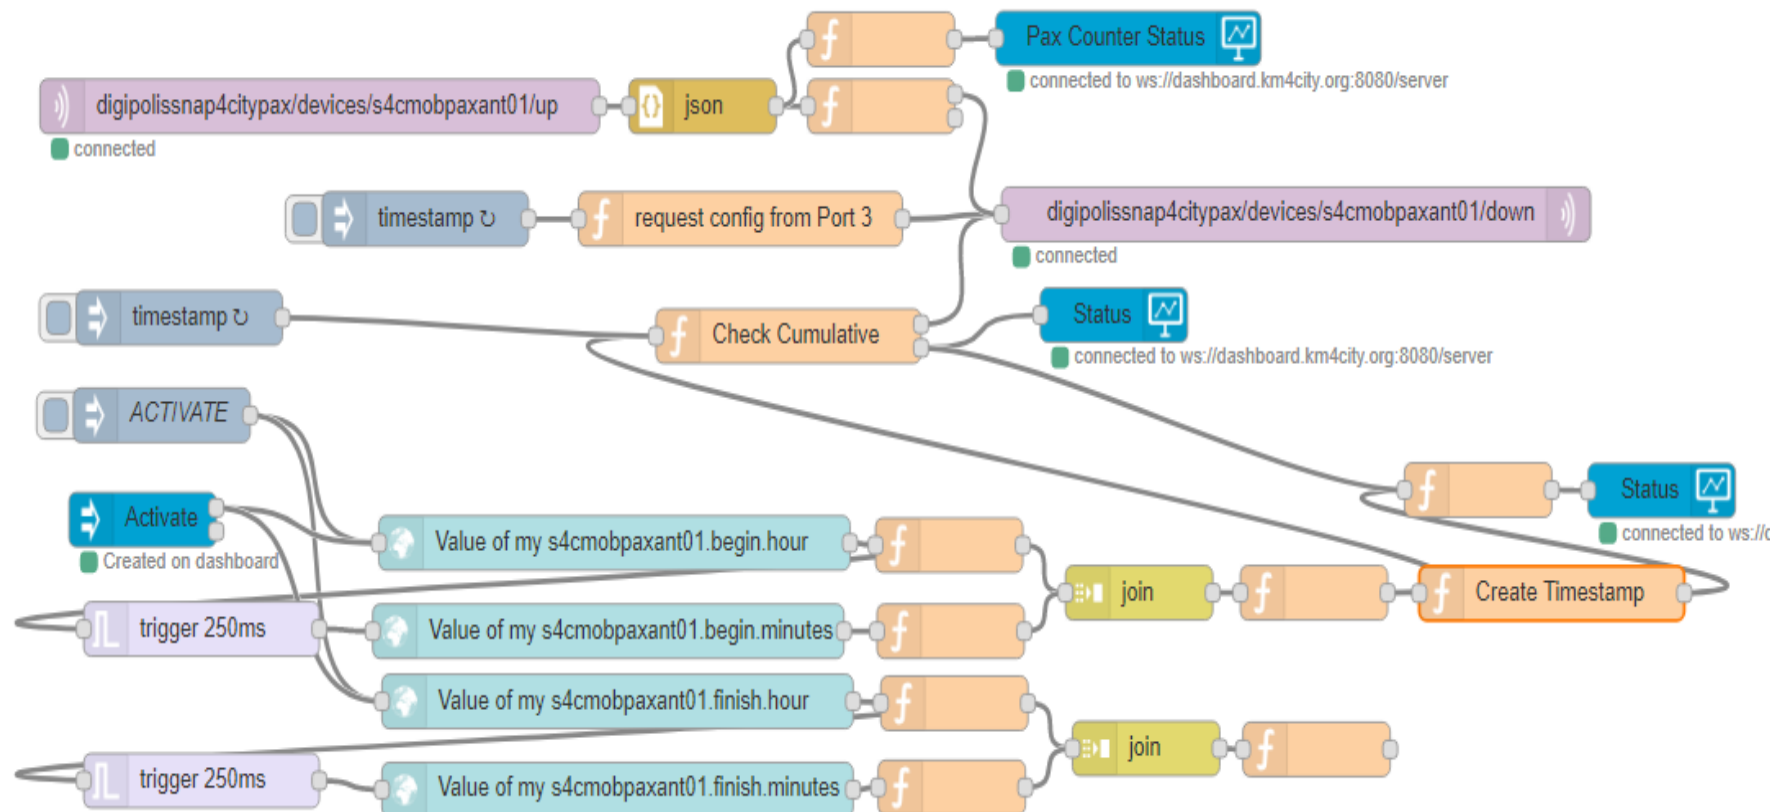 Pax Counter Status
connected to ws://dashboard.km4city.org:8080/server
digipolissnap4citypax/devices/s4cmobpaxant01/up
json
connected
timestamp ↻
request config from Port 3
digipolissnap4citypax/devices/s4cmobpaxant01/down
connected
timestamp ↻
Check Cumulative
Status
connected to ws://dashboard.km4city.org:8080/server
ACTIVATE
Status
connected to ws://
Activate
Created on dashboard
Value of my s4cmobpaxant01.begin.hour
join
Create Timestamp
trigger 250ms
Value of my s4cmobpaxant01.begin.minutes
Value of my s4cmobpaxant01.finish.hour
join
trigger 250ms
Value of my s4cmobpaxant01.finish.minutes